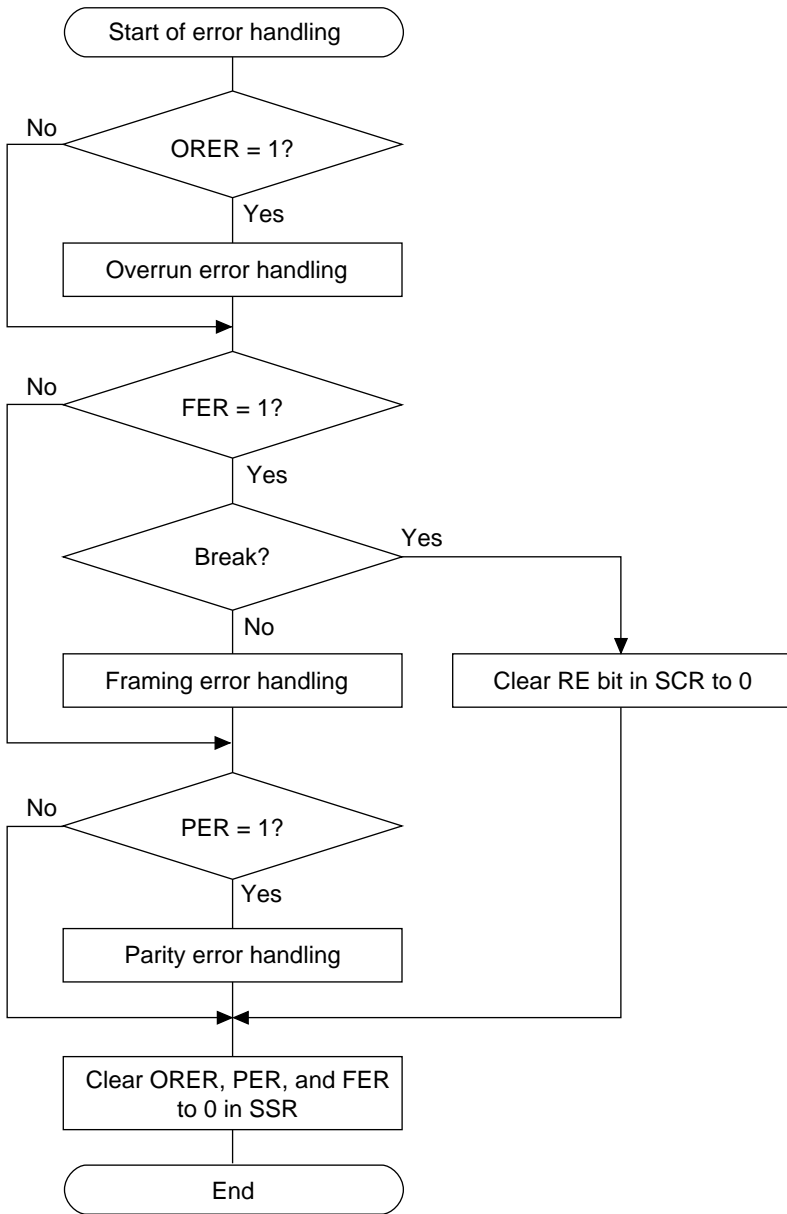 Start of error handling
No
ORER = 1?
Yes
Overrun error handling
No
FER = 1?
Yes
Break?
Yes
No
Framing error handling
Clear RE bit in SCR to 0
No
PER = 1?
Yes
Parity error handling
Clear ORER, PER, and FER
to 0 in SSR
End